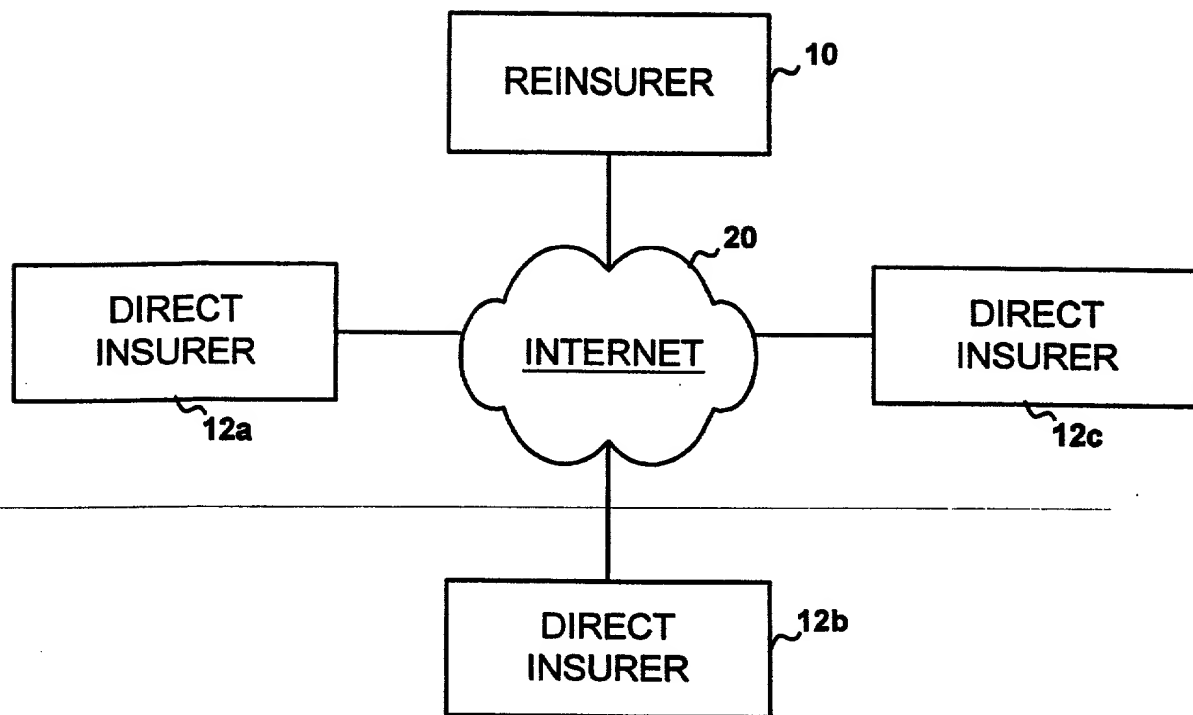 REINSURER
10
20
DIRECT
INSURER
12a
INTERNET
DIRECT
INSURER
12c
DIRECT
INSURER
12b